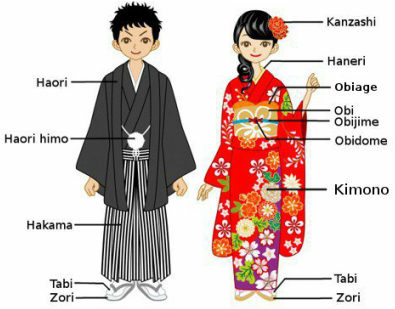 Haori
Haori himo
Hakama
Tabi
Zori
Kanzashi
Haneri
Obiage
Obi
Obijime
Obidome
Kimono
Tabi
Zori